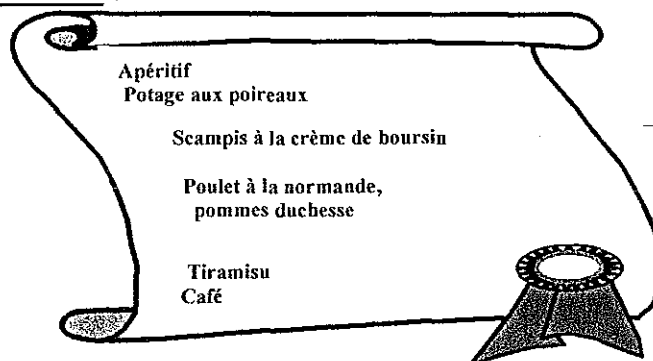 Apéritif
Potage aux poireaux
Scampis à la crème de boursin
Poulet à la normande,
pommes duchesse
Tiramisu
Café